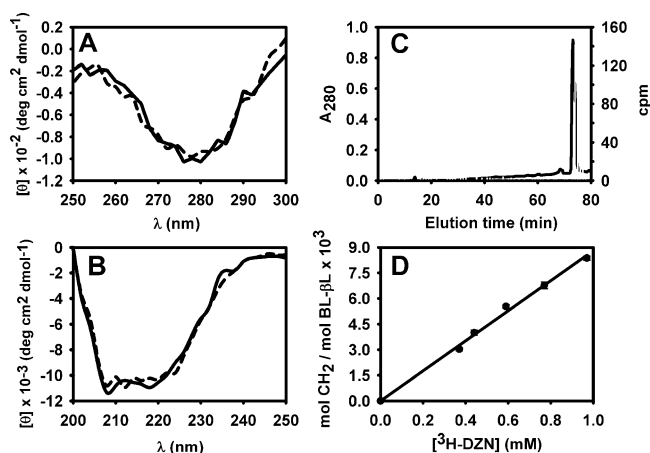 A
[θ] x 10-2 (deg cm2 dmol-1)
0.2
0.0
-0.2
-0.4
-0.6
-0.8
-1.0
-1.2
250 260 270 280 290 300
λ (nm)
C
A280
1.0
0.8
0.6
0.4
0.2
0.0
160
120
80
40
0
cpm
0 20 40 60 80
Elution time (min)
B
[θ] x 10-3 (deg cm2 dmol-1)
0
-2
-4
-6
-8
-10
-12
200 210 220 230 240 250
λ (nm)
D
mol CH2 / mol BL-βL x 103
9.0
7.5
6.0
4.5
3.0
1.5
0.0
0.0 0.2 0.4 0.6 0.8 1.0
[3H-DZN] (mM)